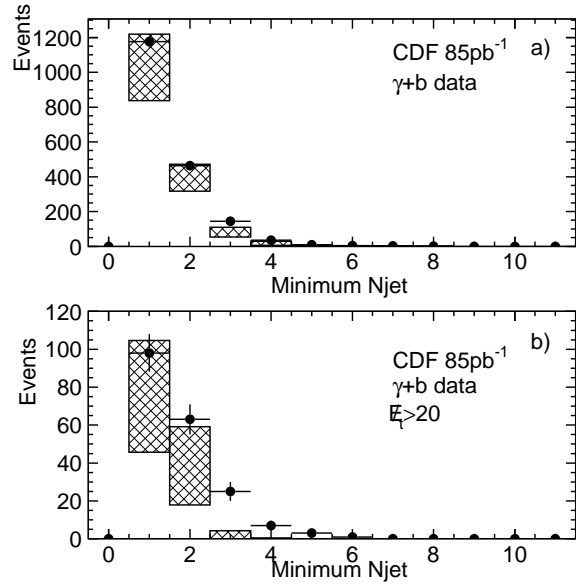 Events
1200
1000
800
600
400
200
0
CDF 85pb-1
a)
γ+b data
0 2 4 6 8 10
Minimum Njet
Events
120
100
80
60
40
20
0
CDF 85pb-1
b)
γ+b data
E̸t>20
0 2 4 6 8 10
Minimum Njet